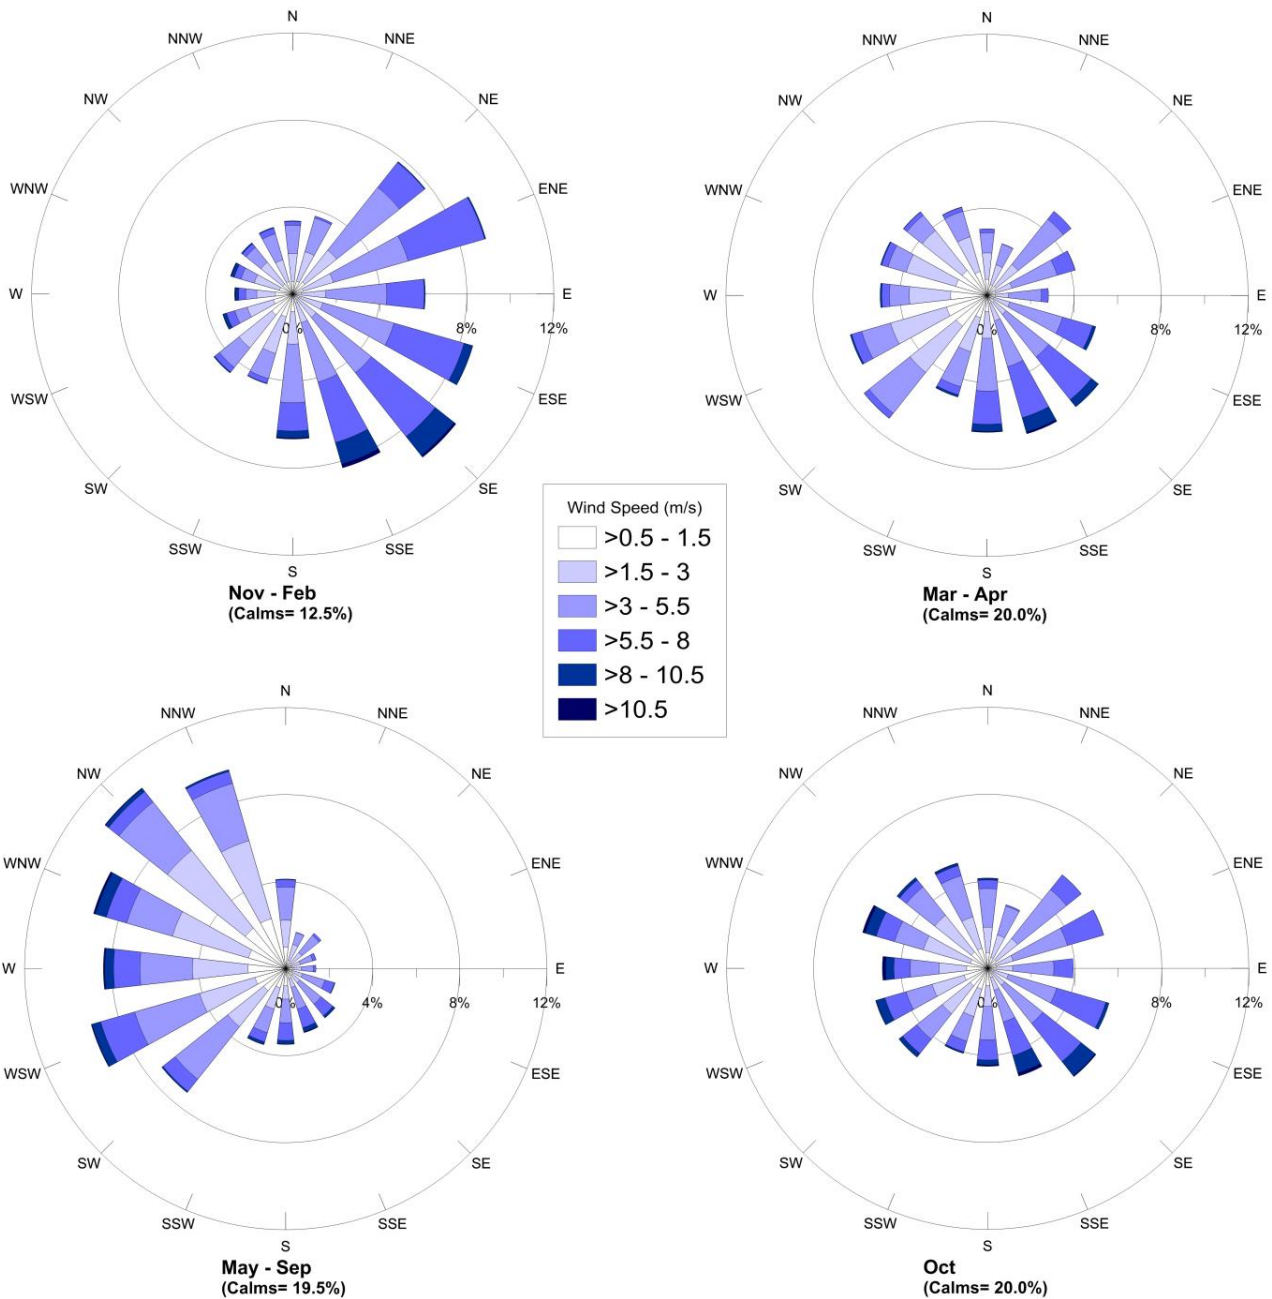 N
N
NNW
NNE
NNW
NNE
NW
NE
NW
NE
WNW
ENE
WNW
ENE
W
E
W
E
0%
8%
12%
0%
8%
12%
WSW
ESE
WSW
ESE
SW
SE
SW
SE
SSW
SSE
SSW
SSE
S
S
Nov - Feb
(Calms= 12.5%)
Mar - Apr
(Calms= 20.0%)
Wind Speed (m/s)
>0.5 - 1.5
>1.5 - 3
>3 - 5.5
>5.5 - 8
>8 - 10.5
>10.5
N
N
NNW
NNE
NNW
NNE
NW
NE
NW
NE
WNW
ENE
WNW
ENE
W
E
W
E
0%
4%
8%
12%
0%
8%
12%
WSW
ESE
WSW
ESE
SW
SE
SW
SE
SSW
SSE
SSW
SSE
S
S
May - Sep
(Calms= 19.5%)
Oct
(Calms= 20.0%)